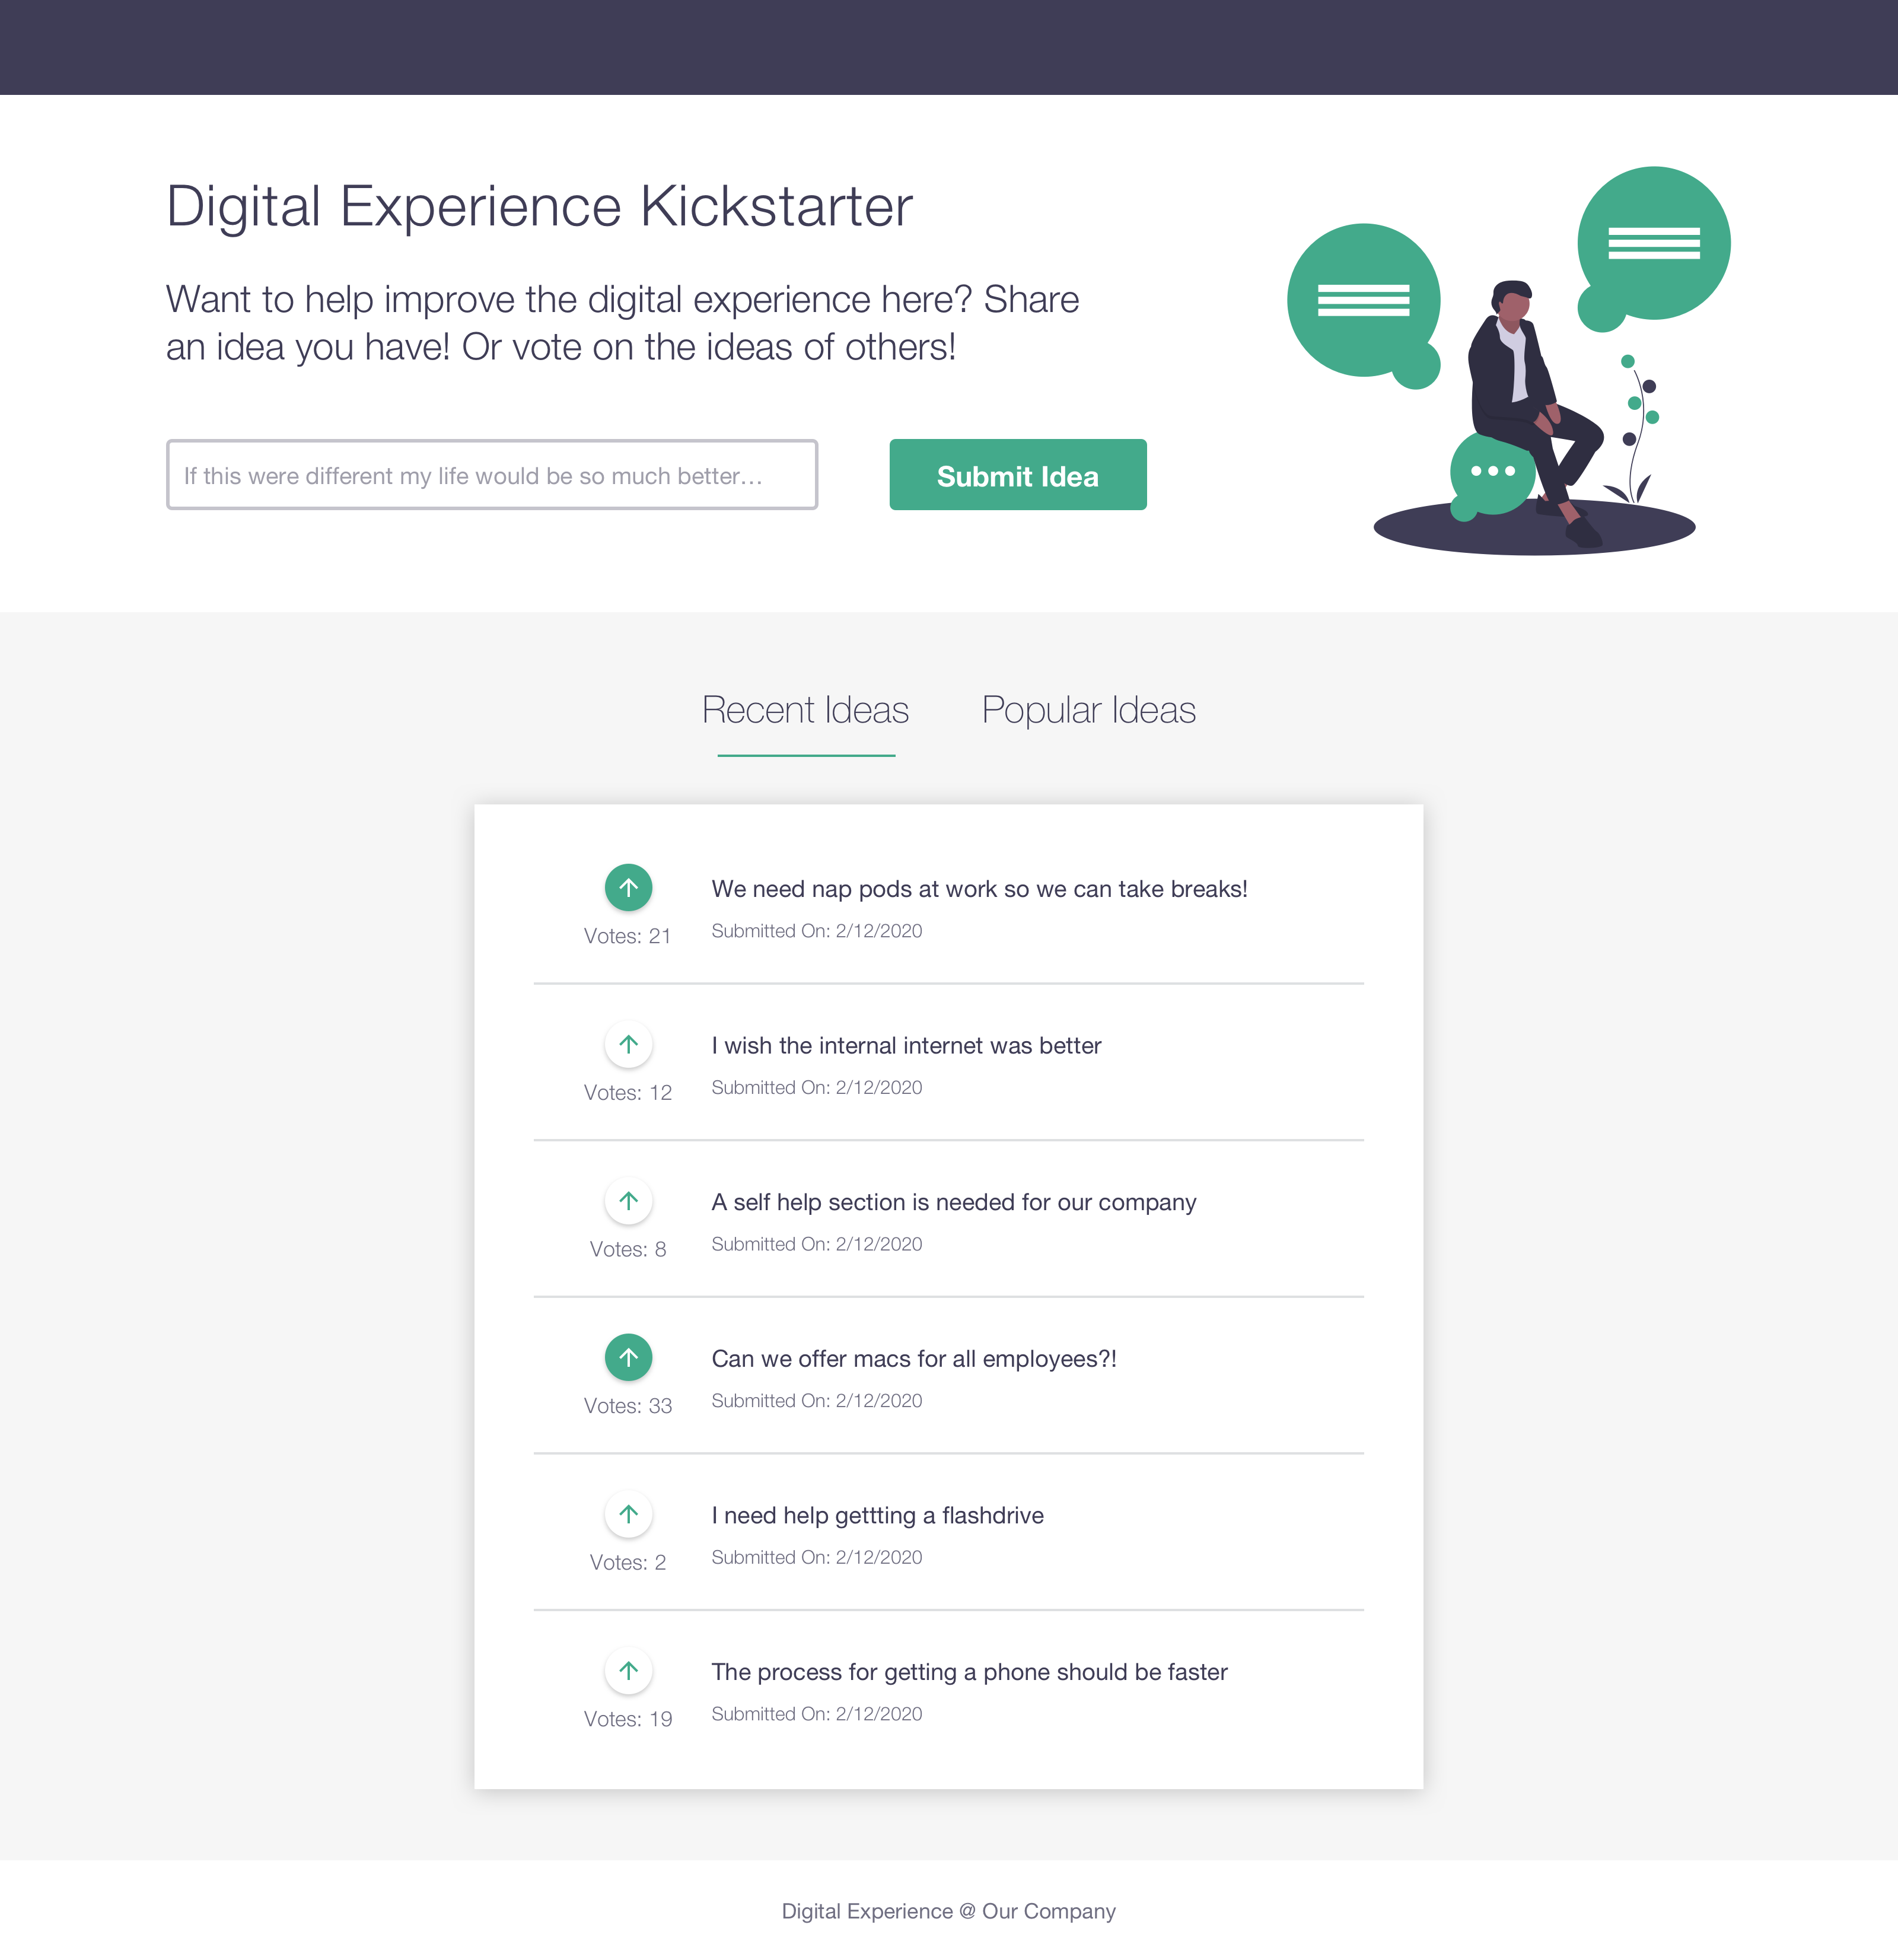 Digital Experience Kickstarter
Want to help improve the digital experience here? Share
an idea you have! Or vote on the ideas of others!
If this were different my life would be so much better...
Submit Idea
Recent Ideas
Popular Ideas
We need nap pods at work so we can take breaks!
Votes: 21
Submitted On: 2/12/2020
I wish the internal internet was better
Votes: 12
Submitted On: 2/12/2020
A self help section is needed for our company
Votes: 8
Submitted On: 2/12/2020
Can we offer macs for all employees?!
Votes: 33
Submitted On: 2/12/2020
I need help gettting a flashdrive
Votes: 2
Submitted On: 2/12/2020
The process for getting a phone should be faster
Votes: 19
Submitted On: 2/12/2020
Digital Experience @ Our Company